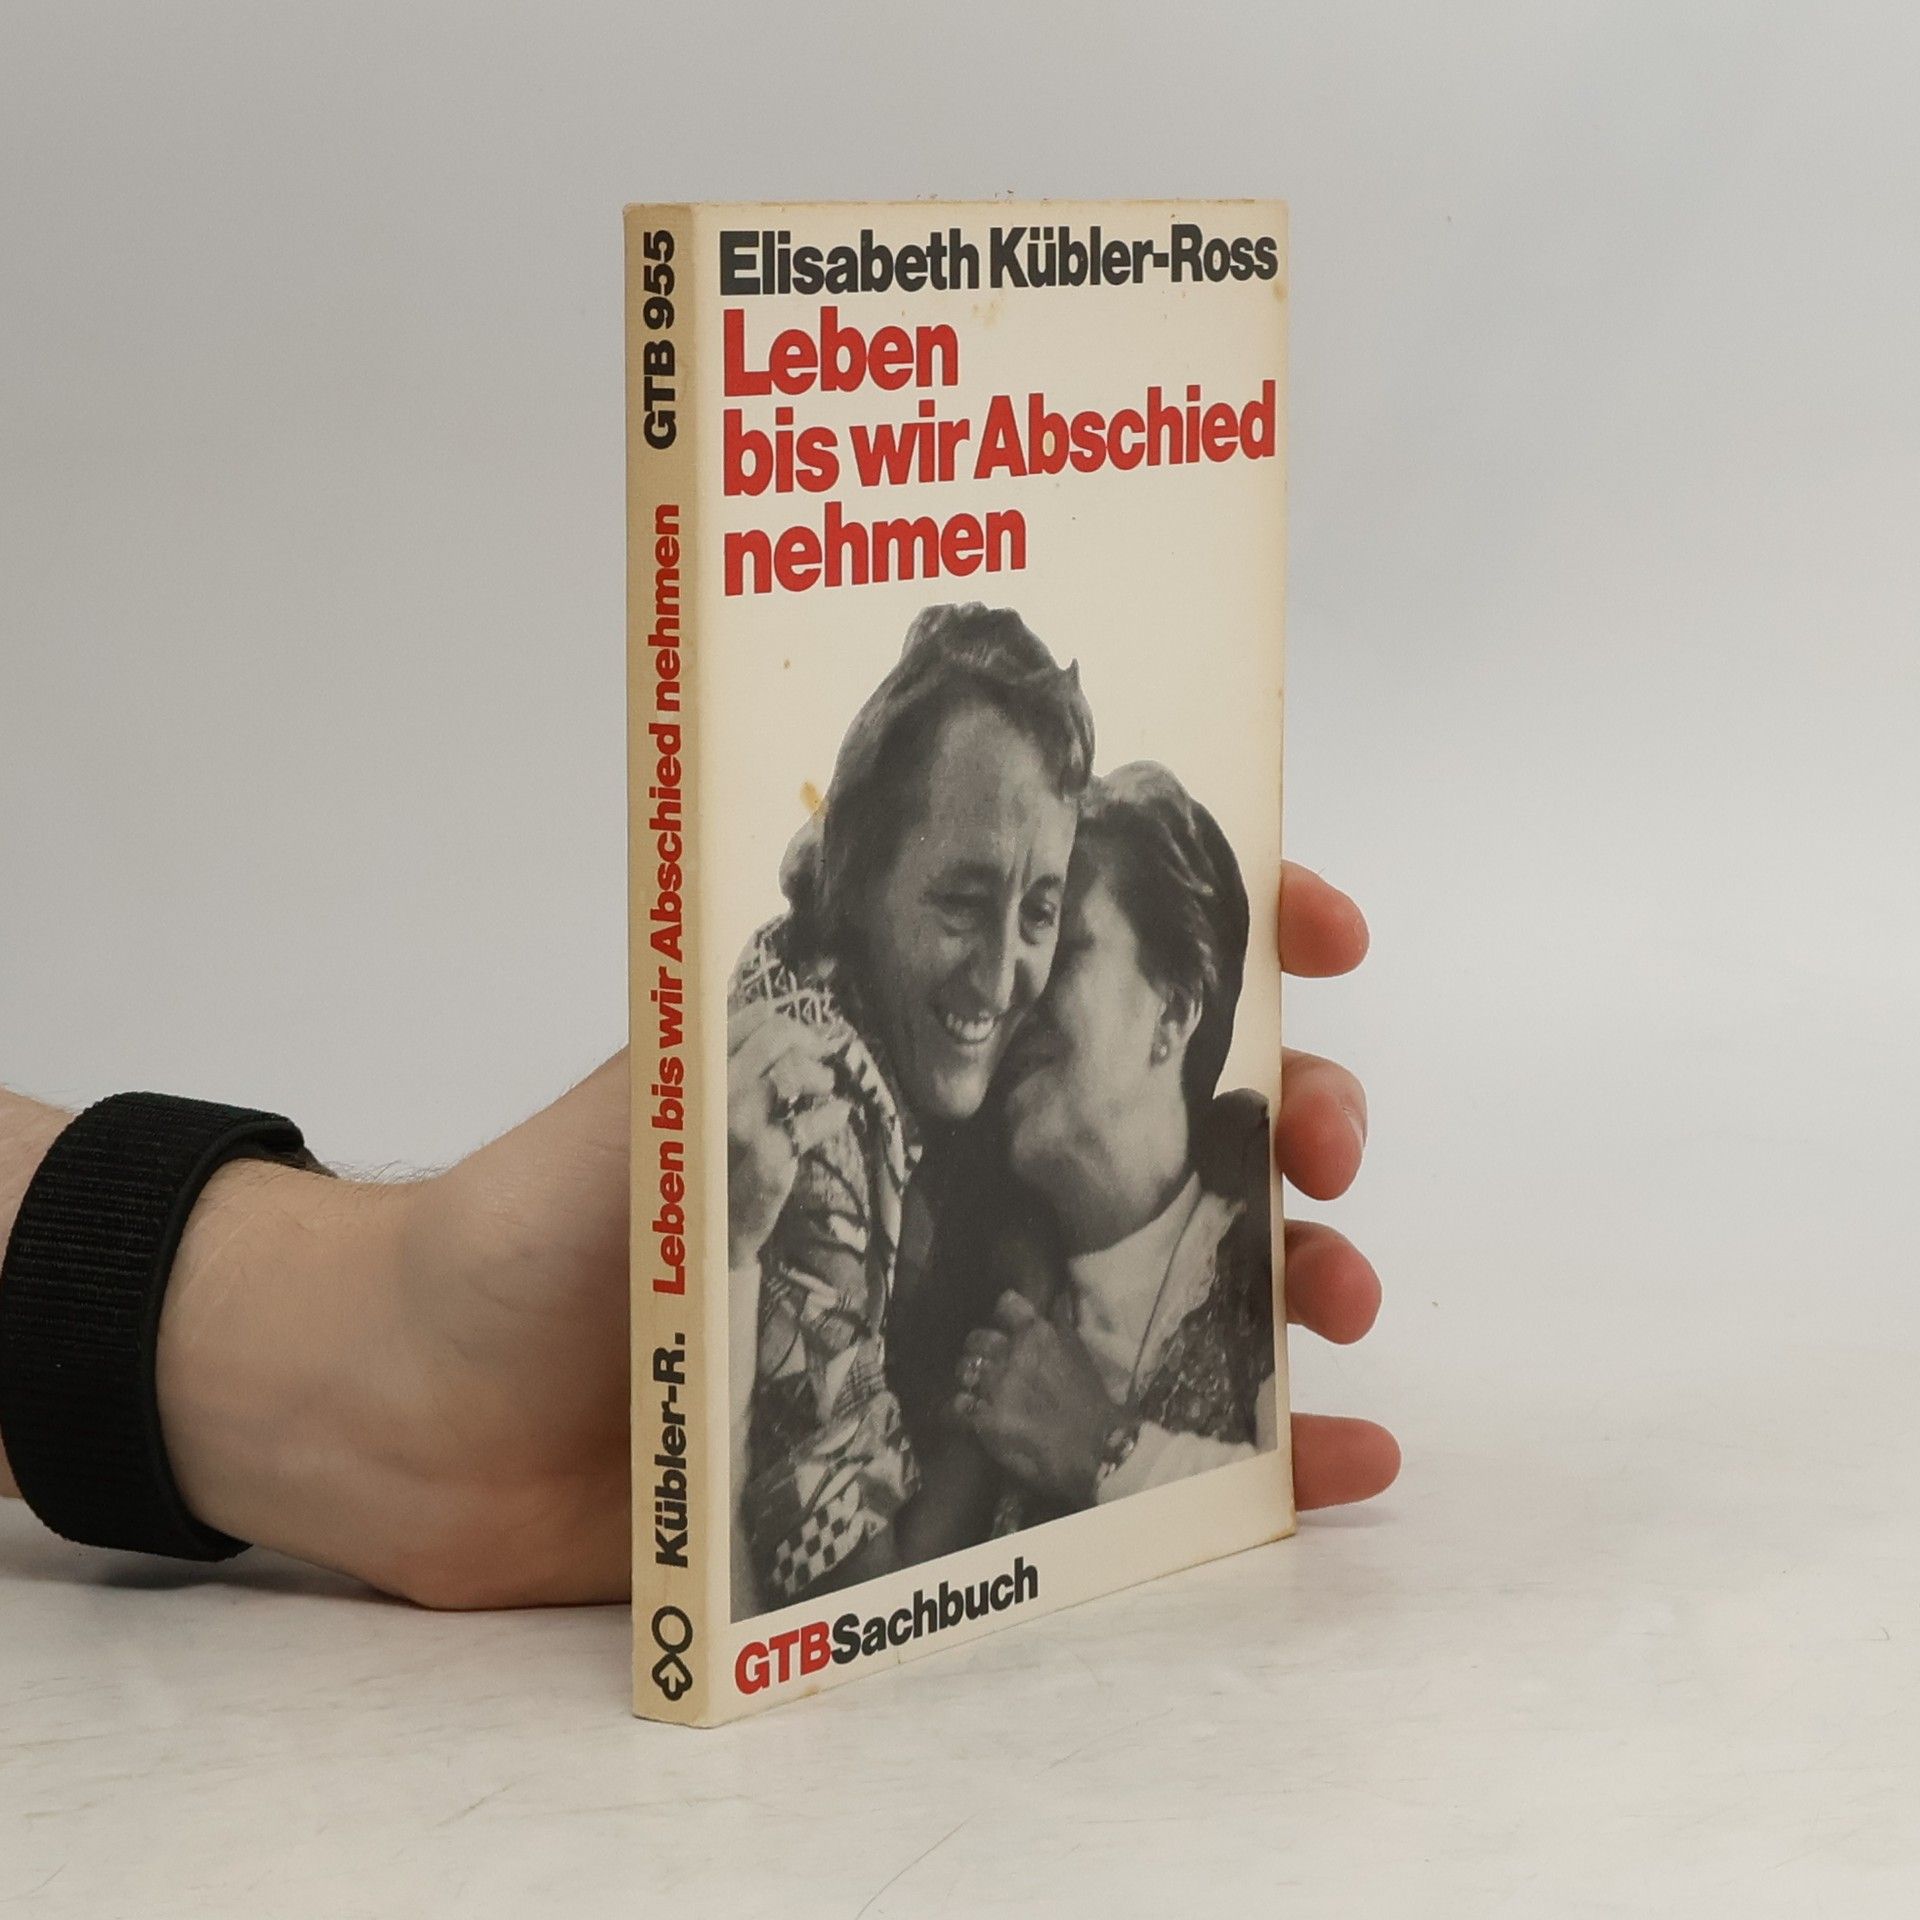 Elisabeth Kübler-Ross
Leben
bis wir Abschied
nehmen
GTBSachbuch
Kübler-R. Leben bis wir Abschied nehmen GTB 955